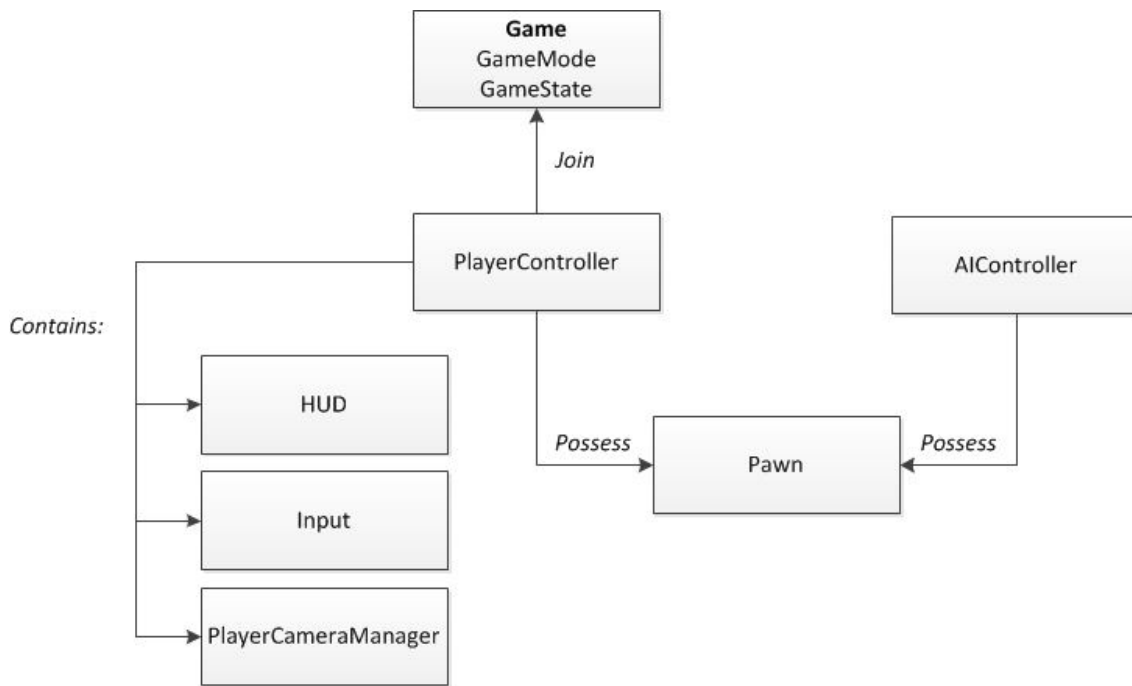 Game
GameMode
GameState
Join
PlayerController
AIController
Contains:
HUD
Possess
Pawn
Possess
Input
PlayerCameraManager